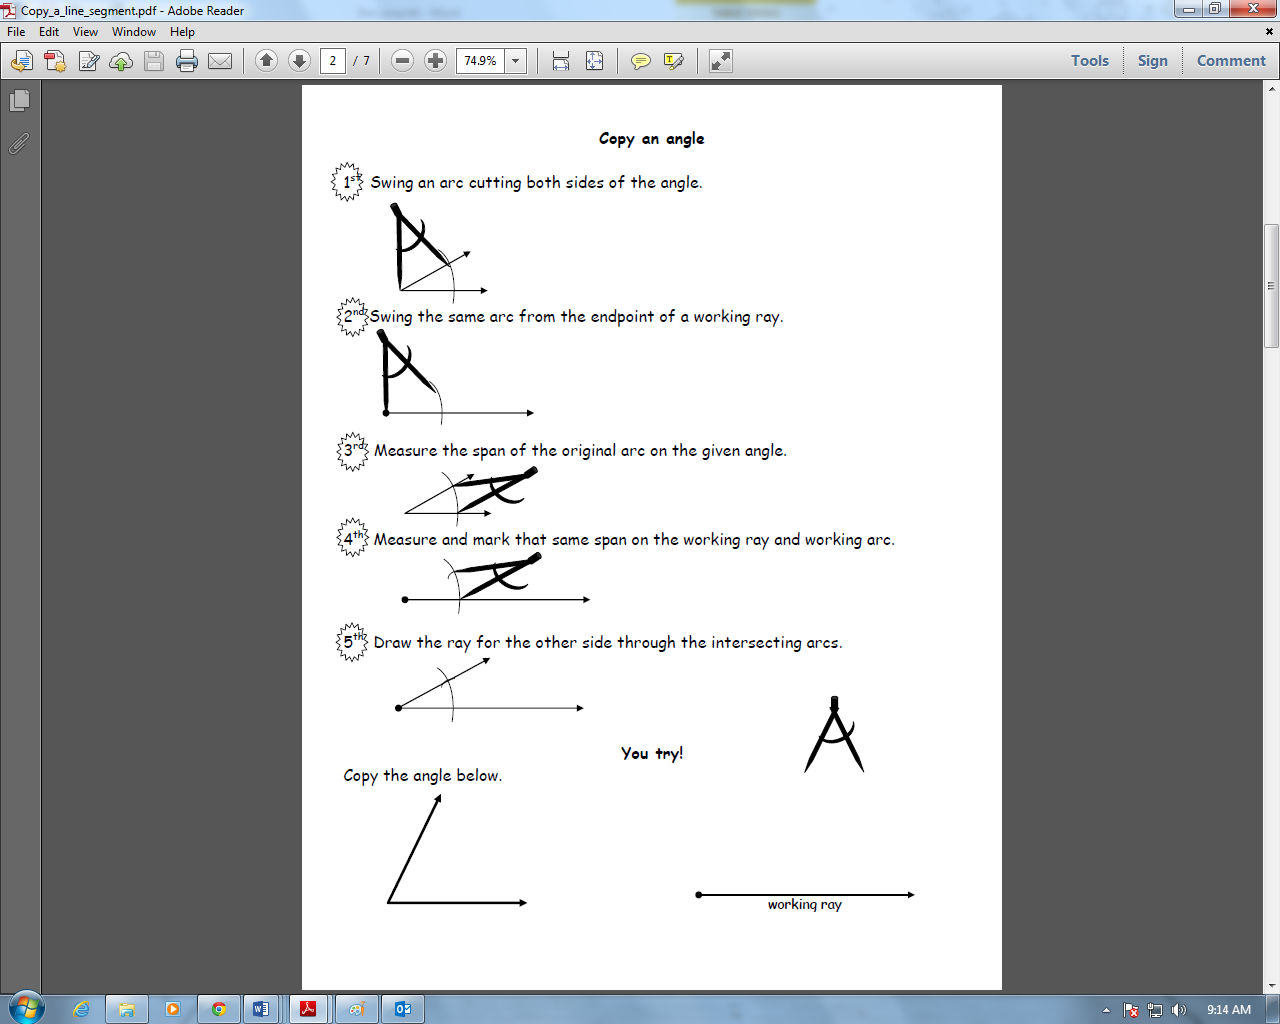 Copy_a_line_segment.pdf - Adobe Reader
File Edit View Window Help
2 / 7 74.9% Tools Sign Comment
Copy an angle
1st Swing an arc cutting both sides of the angle.
2nd Swing the same arc from the endpoint of a working ray.
3rd Measure the span of the original arc on the given angle.
4th Measure and mark that same span on the working ray and working arc.
5th Draw the ray for the other side through the intersecting arcs.
You try!
Copy the angle below.
working ray
9:14 AM